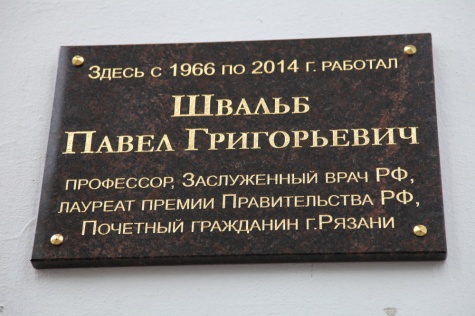 Здесь с 1966 по 2014 г. работал
Швальб
Павел Григорьевич
профессор, Заслуженный врач РФ,
лауреат премии Правительства РФ,
Почетный гражданин г.Рязани